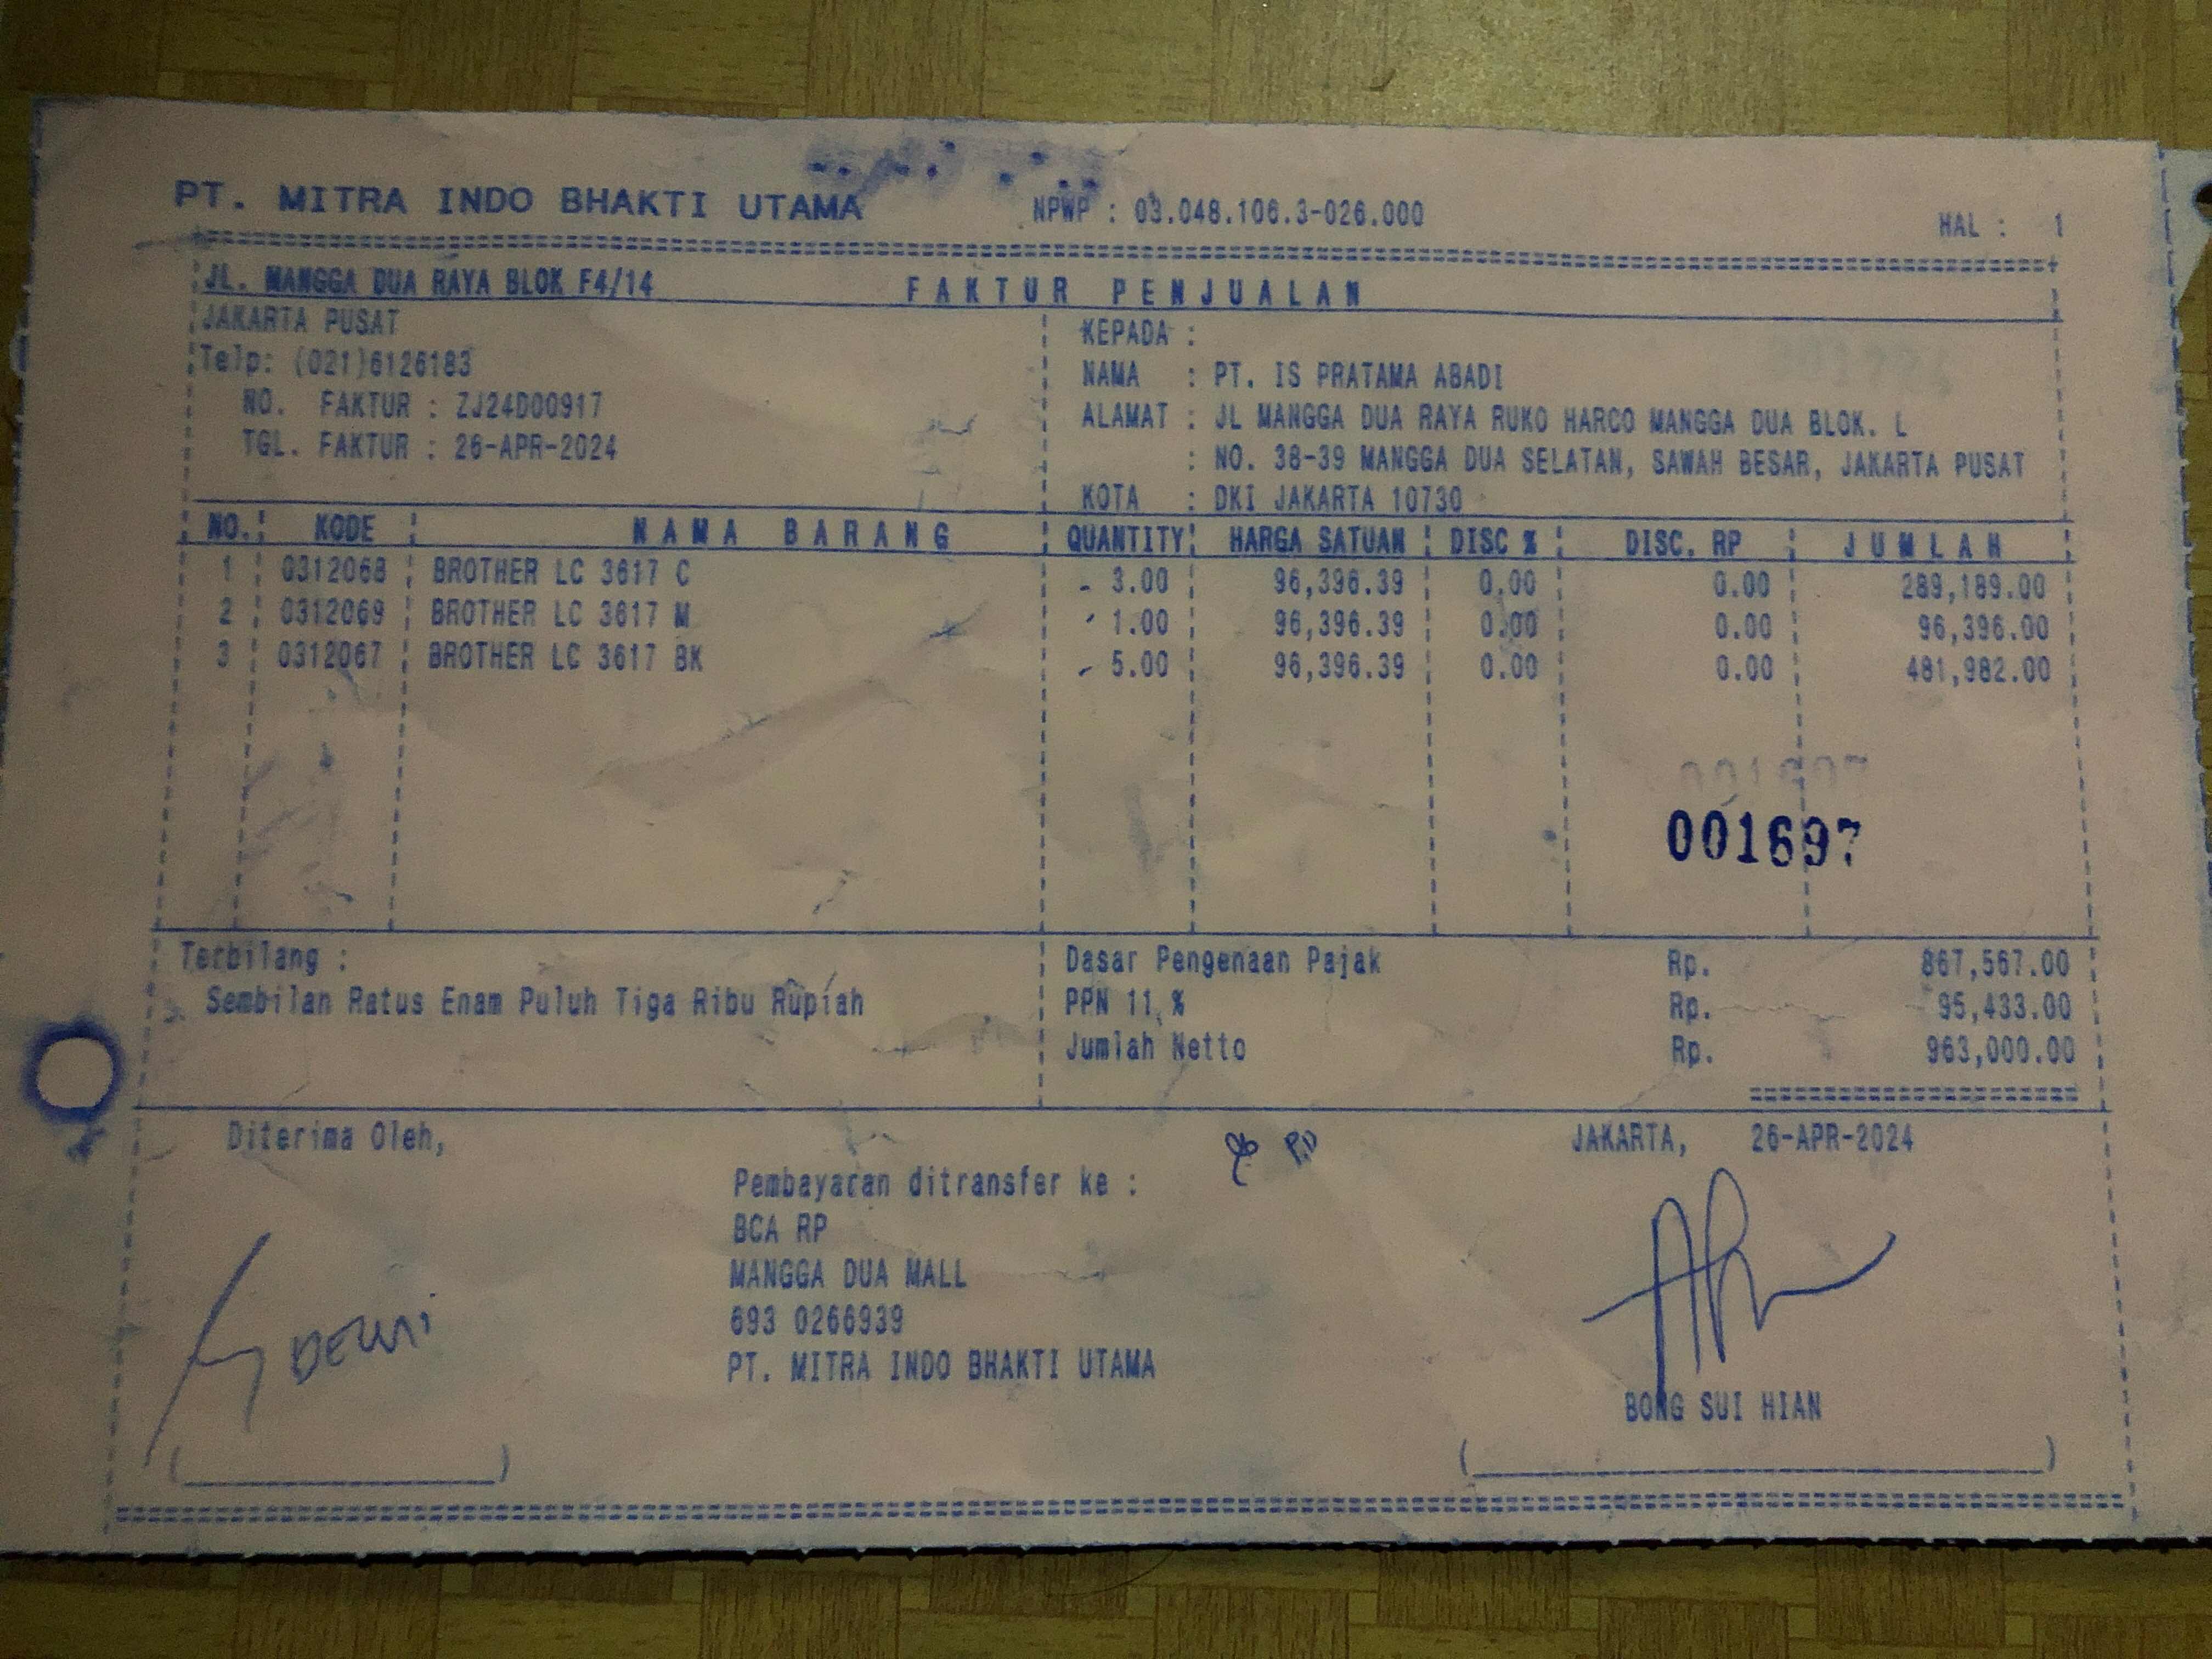 PT. MITRA INDO BHAKTI UTAMA NPWP : 03.048.106.3-026.000 HAL : 1
JL. MANGGA DUA RAYA BLOK F4/14 FAKTUR PENJUALAN
JAKARTA PUSAT
Telp: (021)6126183
NO. FAKTUR : ZJ24D00917
TGL. FAKTUR : 26-APR-2024
KEPADA :
NAMA : PT. IS PRATAMA ABADI
ALAMAT : JL MANGGA DUA RAYA RUKO HARCO MANGGA DUA BLOK. L
: NO. 38-39 MANGGA DUA SELATAN, SAWAH BESAR, JAKARTA PUSAT
KOTA : DKI JAKARTA 10730
NO. KODE NAMA BARANG QUANTITY HARGA SATUAN DISC % DISC. RP JUMLAH
1 0312068 BROTHER LC 3617 C 3.00 96,396.39 0.00 0.00 289,189.00
2 0312069 BROTHER LC 3617 M 1.00 96,396.39 0.00 0.00 96,396.00
3 0312067 BROTHER LC 3617 BK 5.00 96,396.39 0.00 0.00 481,982.00
001697
001697
Terbilang : Dasar Pengenaan Pajak Rp. 867,567.00
Sembilan Ratus Enam Puluh Tiga Ribu Rupiah PPN 11 % Rp. 95,433.00
Jumlah Netto Rp. 963,000.00
Diterima Oleh, JAKARTA, 26-APR-2024
Pembayaran ditransfer ke :
BCA RP
MANGGA DUA MALL
693 0266939
DEWI
PT. MITRA INDO BHAKTI UTAMA
BONG SUI HIAN